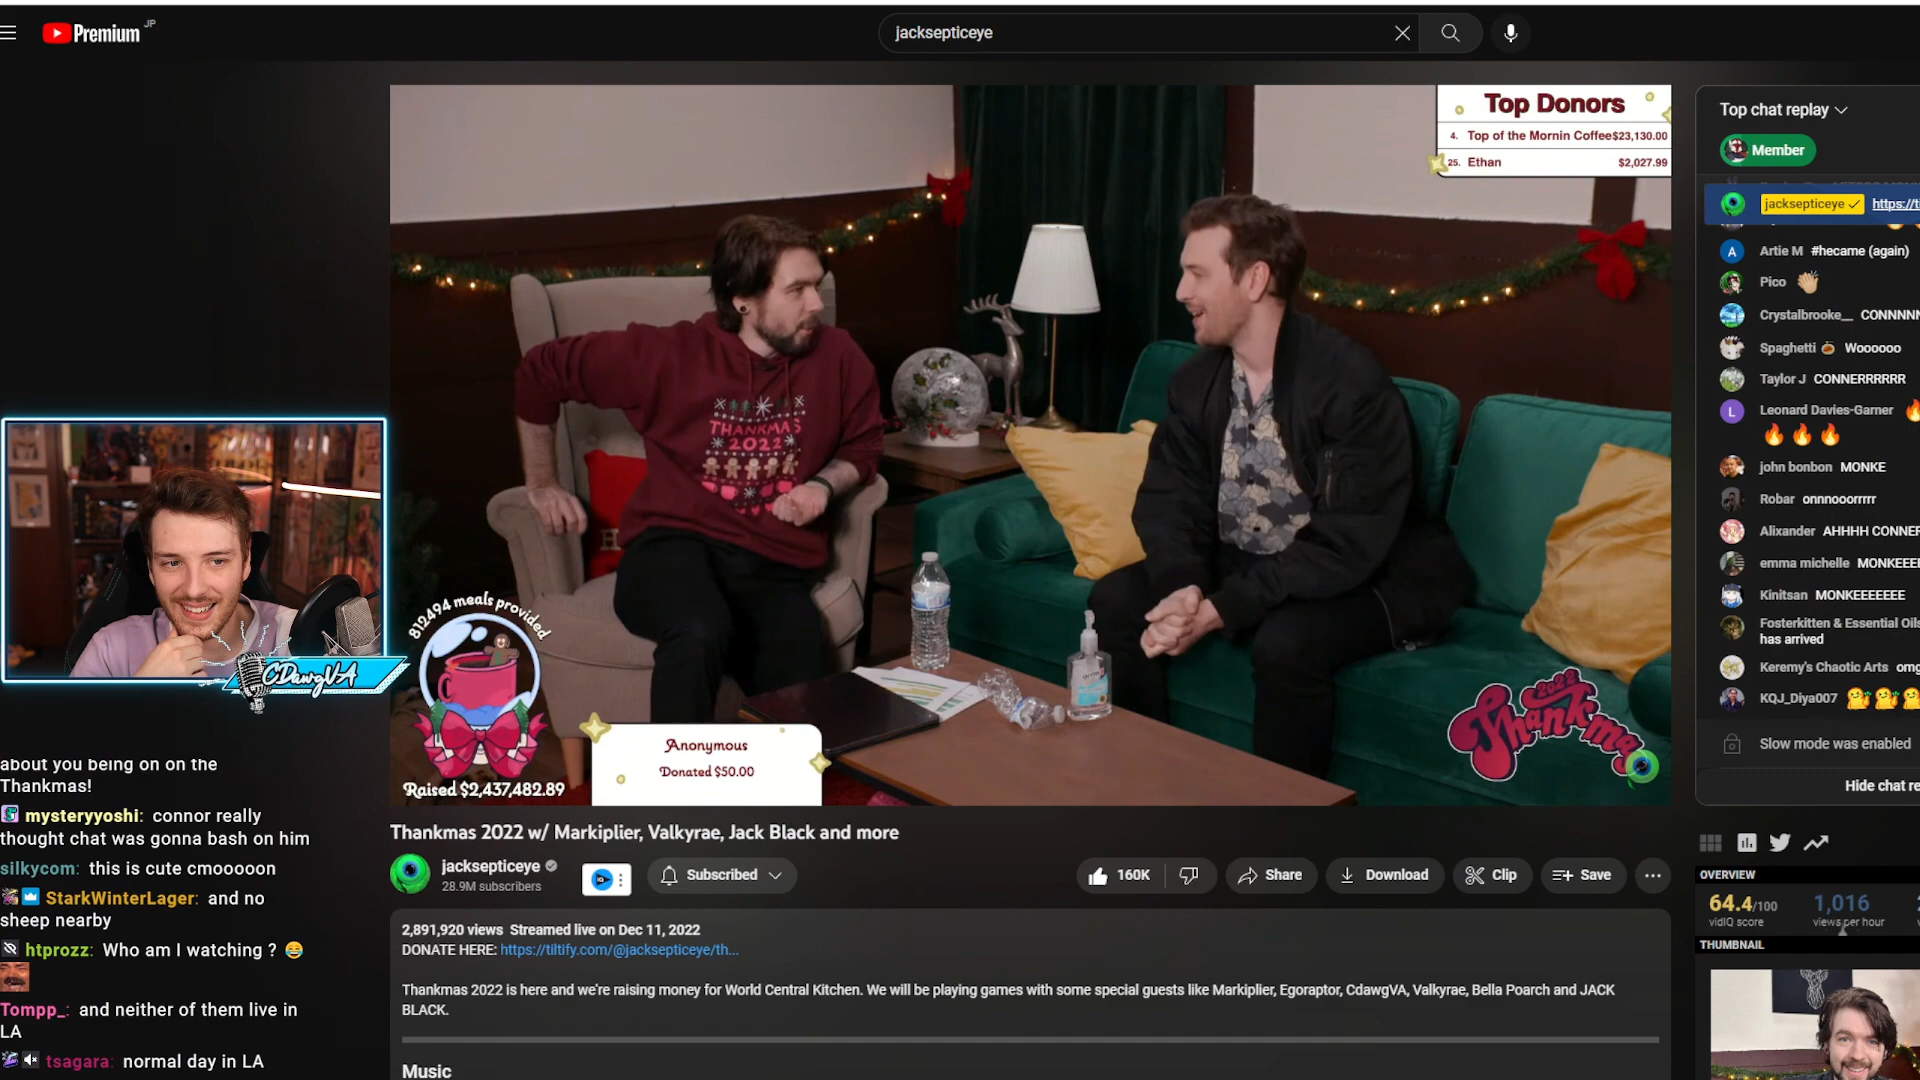 Premium JP
jacksepticeye
Top Donors
4. Top of the Mornin Coffee $23,130.00
25. Ethan $2,027.99
THANKMAS
2022
812494 meals provided
Raised $2,437,482.89
Anonymous
Donated $50.00
2022
Thankmas
CDawgVA
about you being on on the
Thankmas!
mysteryyoshi: connor really
thought chat was gonna bash on him
silkycom: this is cute cmooooon
StarkWinterLager: and no
sheep nearby
htprozz: Who am I watching ? 😂
Tompp_: and neither of them live in
LA
tsagara: normal day in LA
Thankmas 2022 w/ Markiplier, Valkyrae, Jack Black and more
jacksepticeye
28.9M subscribers
Subscribed
160K
Share
Download
Clip
Save
2,891,920 views Streamed live on Dec 11, 2022
DONATE HERE: https://tiltify.com/@jacksepticeye/th...
Thankmas 2022 is here and we're raising money for World Central Kitchen. We will be playing games with some special guests like Markiplier, Egoraptor, CdawgVA, Valkyrae, Bella Poarch and JACK
BLACK.
Music
Top chat replay
Member
jacksepticeye https://ti
A Artie M #hecame (again)
Pico 👏🏼
Crystalbrooke__ CONNNN
Spaghetti 🍝 Woooooo
Taylor J CONNERRRRRR
L Leonard Davies-Garner 🔥
🔥🔥🔥
john bonbon MONKE
Robar onnnooorrrrr
Alixander AHHHH CONNER
emma michelle MONKEEEE
Kinitsan MONKEEEEEEE
Fosterkitten & Essential Oils
has arrived
Keremy's Chaotic Arts omg
KQJ_Diya007
Slow mode was enabled
Hide chat re
OVERVIEW
64.4/100
vidIQ score
1,016
views per hour
THUMBNAIL